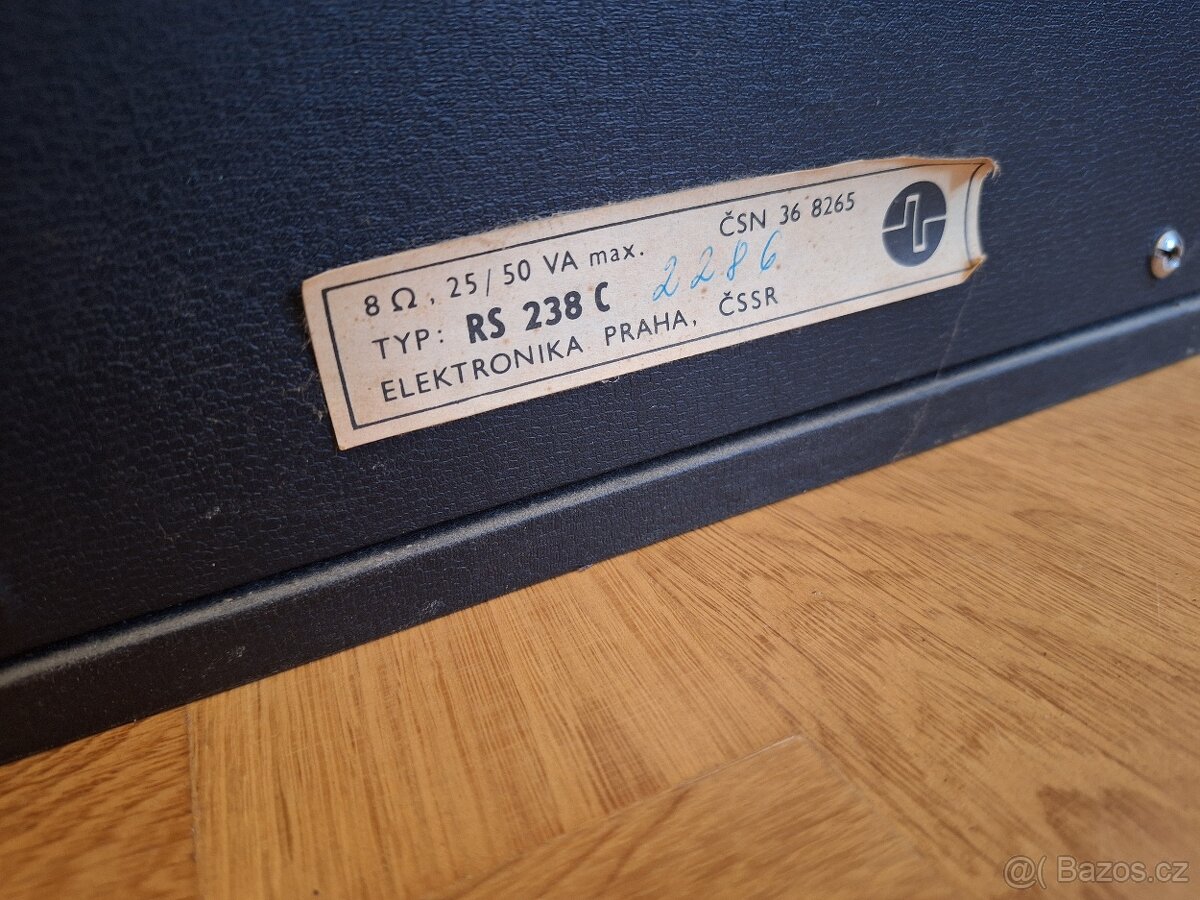 8 Ω, 25/50 VA max. ČSN 36 8265
TYP: RS 238 C 2286
ELEKTRONIKA PRAHA, ČSSR
@( Bazos.cz